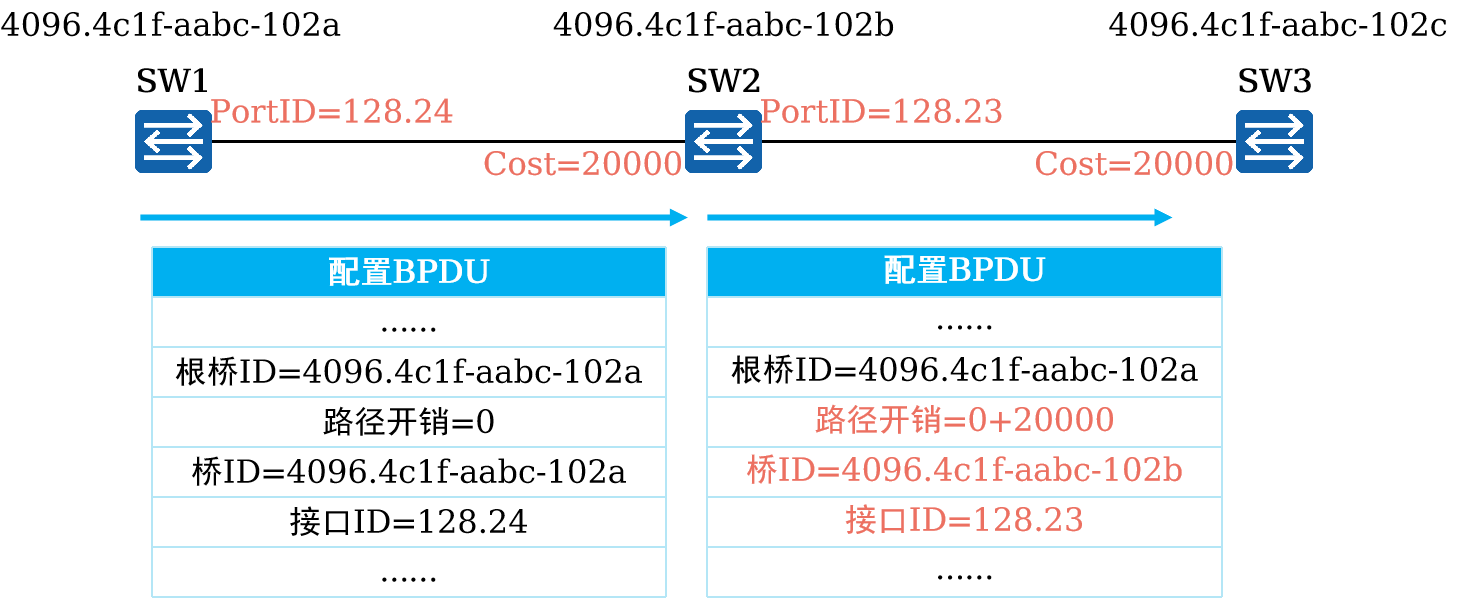 4096.4c1f-aabc-102a
4096.4c1f-aabc-102b
4096.4c1f-aabc-102c
SW1
SW2
SW3
PortID=128.24
PortID=128.23
Cost=20000
Cost=20000
配置BPDU
……
根桥ID=4096.4c1f-aabc-102a
路径开销=0
桥ID=4096.4c1f-aabc-102a
接口ID=128.24
……
配置BPDU
……
根桥ID=4096.4c1f-aabc-102a
路径开销=0+20000
桥ID=4096.4c1f-aabc-102b
接口ID=128.23
……